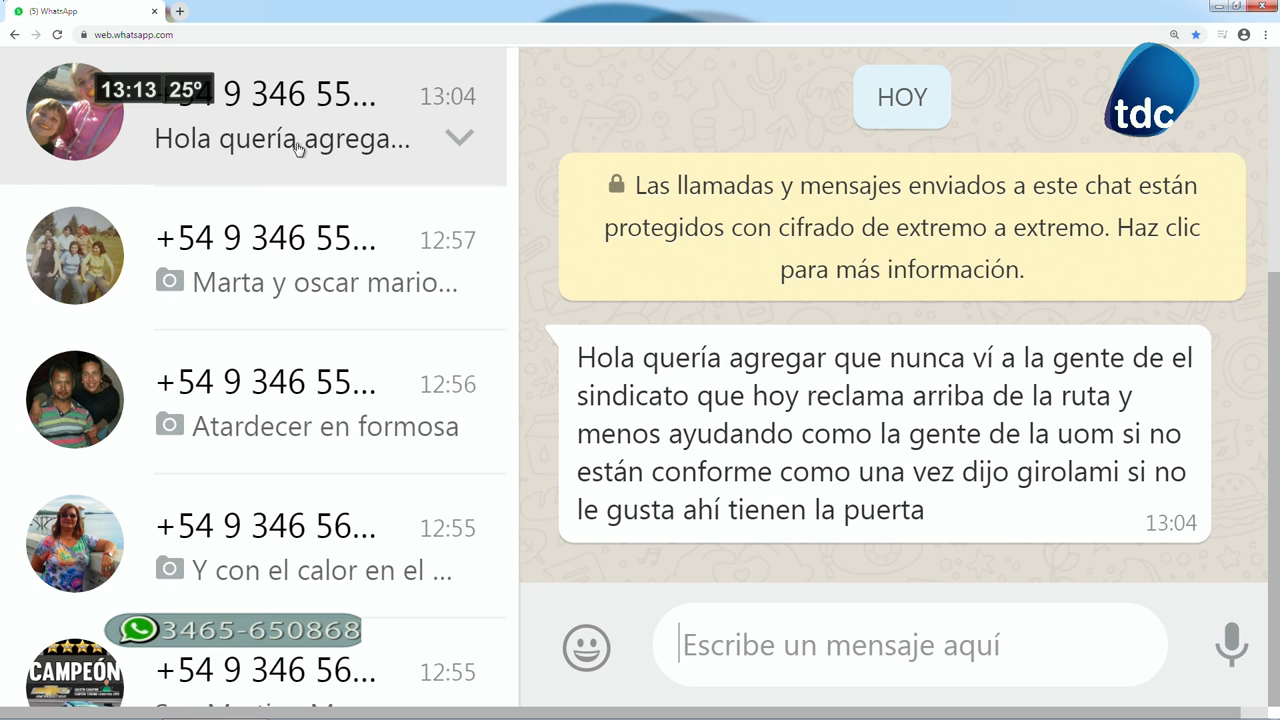 (5) WhatsApp
web.whatsapp.com
13:13 25°
9 346 55... 13:04
Hola quería agrega...
+54 9 346 55... 12:57
Marta y oscar mario...
+54 9 346 55... 12:56
Atardecer en formosa
+54 9 346 56... 12:55
Y con el calor en el ...
3465-650868
CAMPEÓN
+54 9 346 56... 12:55
tdc
HOY
Las llamadas y mensajes enviados a este chat están
protegidos con cifrado de extremo a extremo. Haz clic
para más información.
Hola quería agregar que nunca ví a la gente de el
sindicato que hoy reclama arriba de la ruta y
menos ayudando como la gente de la uom si no
están conforme como una vez dijo girolami si no
le gusta ahí tienen la puerta
13:04
Escribe un mensaje aquí